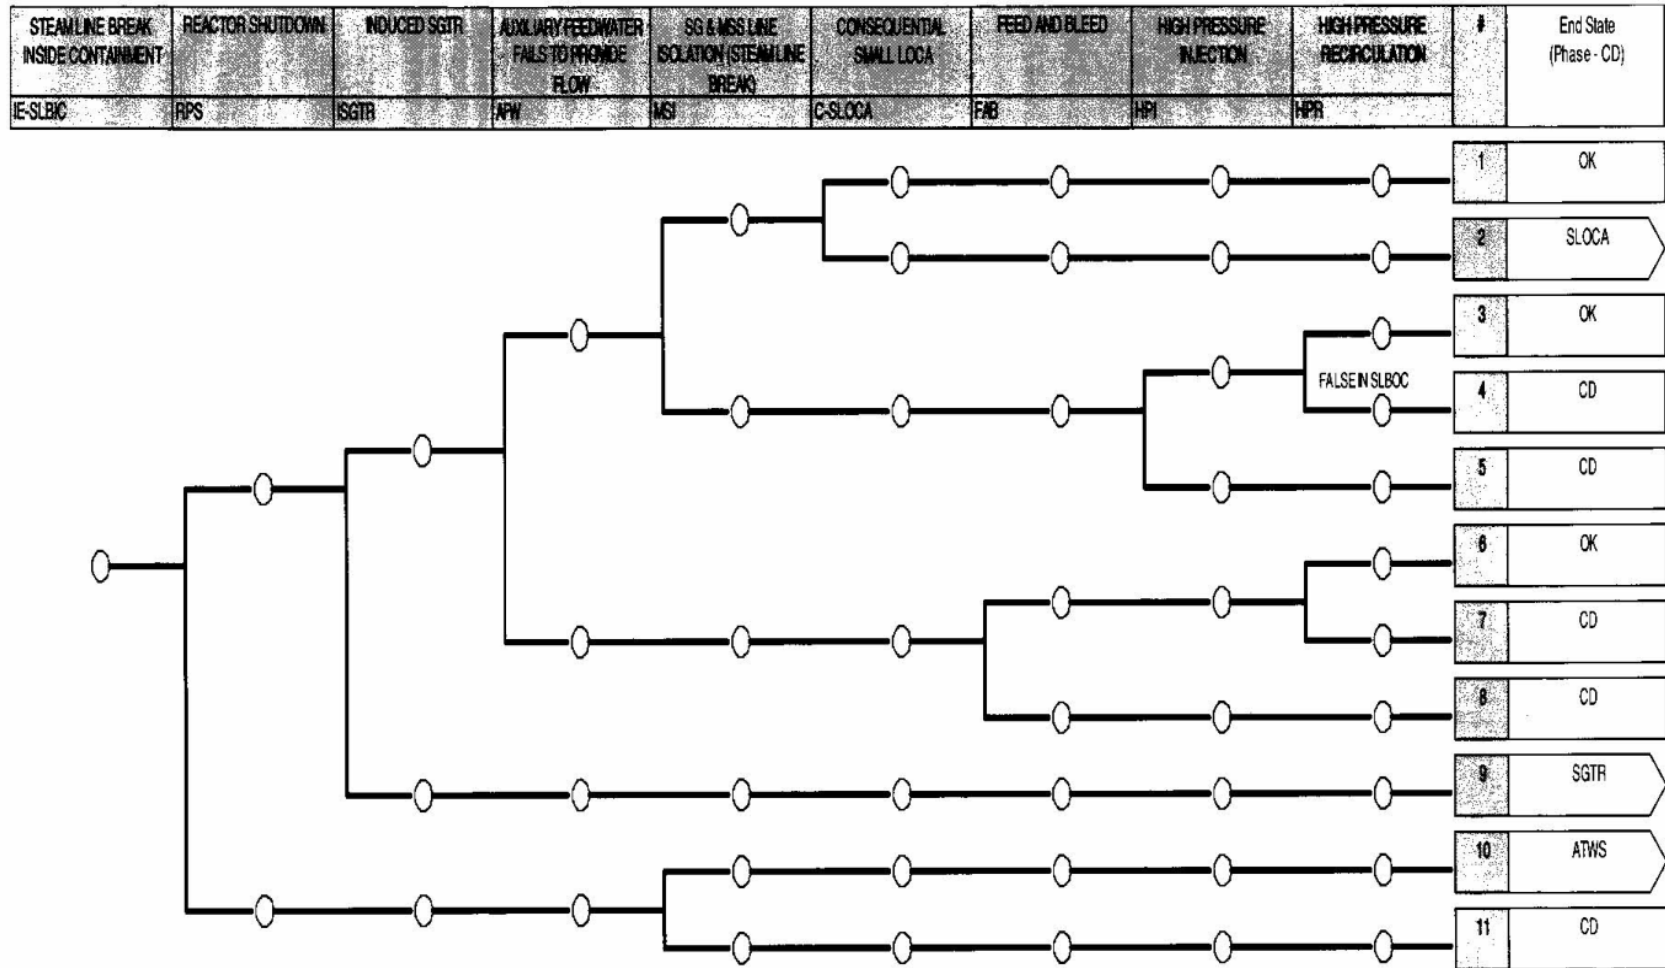 STEAM LINE BREAK
INSIDE CONTAINMENT
REACTOR SHUTDOWN
INDUCED SGTR
AUXILIARY FEEDWATER
FAILS TO PROVIDE
FLOW
SG & MSS LINE
ISOLATION (STEAM LINE
BREAK)
CONSEQUENTIAL
SMALL LOCA
FEED AND BLEED
HIGH PRESSURE
INJECTION
HIGH PRESSURE
RECIRCULATION
#
End State
(Phase - CD)
IE-SLBIC
RPS
ISGTR
AFW
MSI
C-SLOCA
FAB
HPI
HPR
1 OK
2 SLOCA
3 OK
FALSE IN SLBOC
4 CD
5 CD
6 OK
7 CD
8 CD
9 SGTR
10 ATWS
11 CD